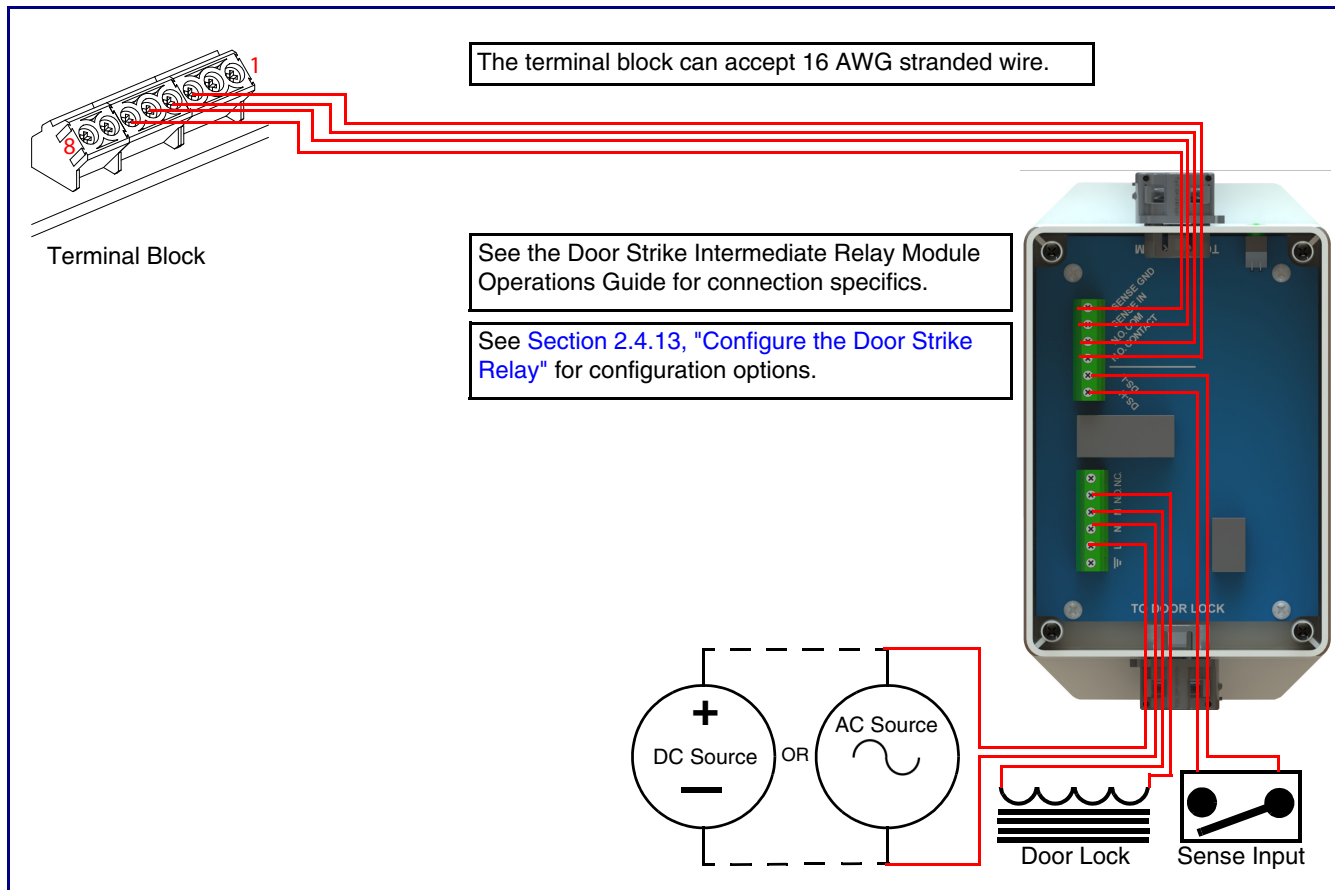 1
8
Terminal Block
The terminal block can accept 16 AWG stranded wire.
See the Door Strike Intermediate Relay Module
Operations Guide for connection specifics.
See Section 2.4.13, "Configure the Door Strike
Relay" for configuration options.
SENSE GND
SENSE IN
N.O. COM
N.O. CONTACT
DS-1
N.O.
N.C.
N
L
TO DOOR LOCK
+
DC Source
—
OR
AC Source
Door Lock
Sense Input